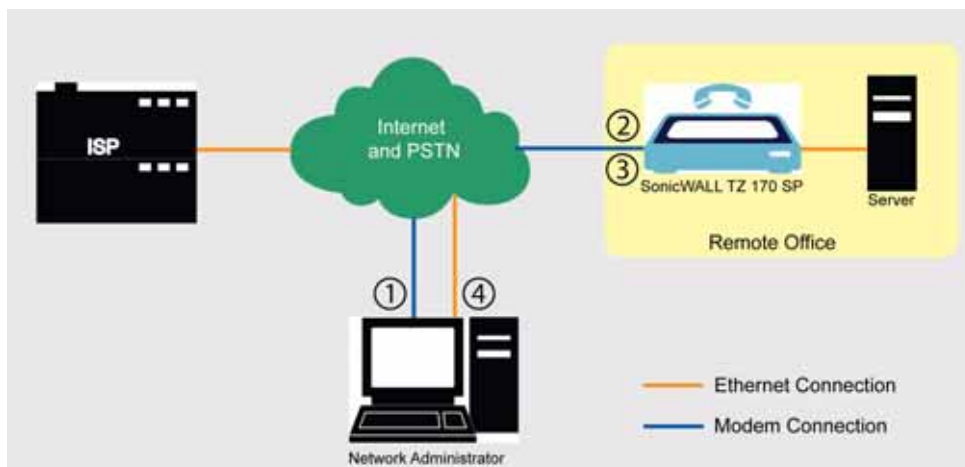 ISP
Internet
and PSTN
②
③
SonicWALL TZ 170 SP
Server
Remote Office
①
④
Network Administrator
Ethernet Connection
Modem Connection